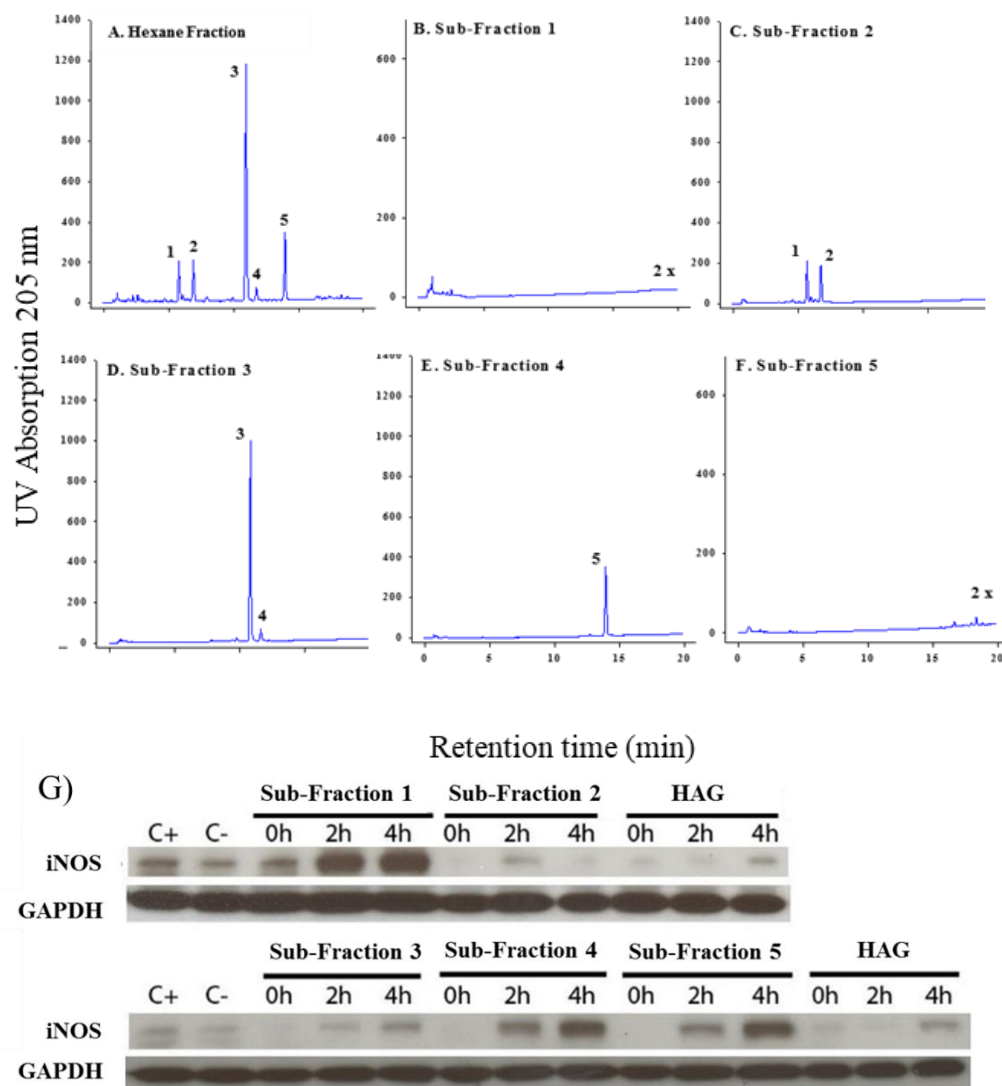 UV Absorption 205 nm
A. Hexane Fraction
1400
1200
1000
800
600
400
200
0
1
2
3
4
5
B. Sub-Fraction 1
600
400
200
0
2 x
C. Sub-Fraction 2
1400
1200
1000
800
600
400
200
0
1
2
D. Sub-Fraction 3
1400
1200
1000
800
600
400
200
0
3
4
E. Sub-Fraction 4
1400
1200
1000
800
600
400
200
0
5
0 5 10 15 20
F. Sub-Fraction 5
600
400
200
0
2 x
0 5 10 15 20
Retention time (min)
G)
Sub-Fraction 1 Sub-Fraction 2 HAG
C+ C- 0h 2h 4h 0h 2h 4h 0h 2h 4h
iNOS
GAPDH
Sub-Fraction 3 Sub-Fraction 4 Sub-Fraction 5 HAG
C+ C- 0h 2h 4h 0h 2h 4h 0h 2h 4h 0h 2h 4h
iNOS
GAPDH